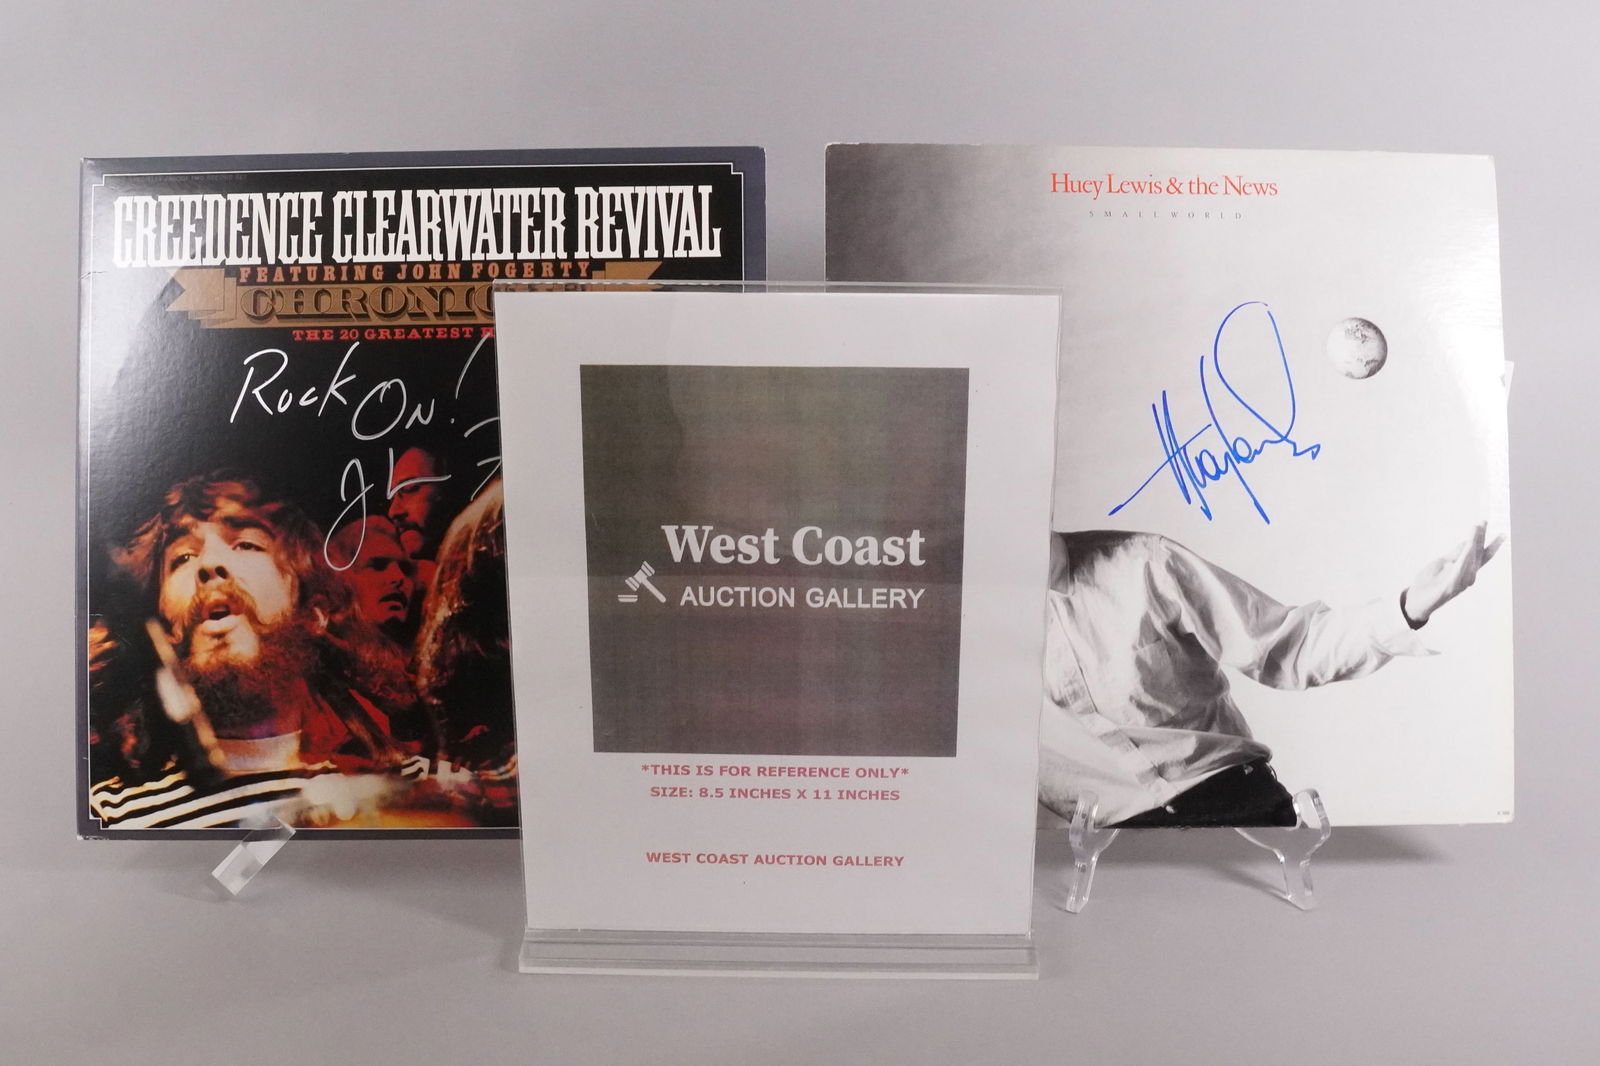 CREEDENCE CLEARWATER REVIVAL
FEATURING JOHN FOGERTY
THE 20 GREATEST
Rock
On!
Huey Lewis & the News
SMALL WORLD
West Coast
AUCTION GALLERY
*THIS IS FOR REFERENCE ONLY*
SIZE: 8.5 INCHES X 11 INCHES
WEST COAST AUCTION GALLERY